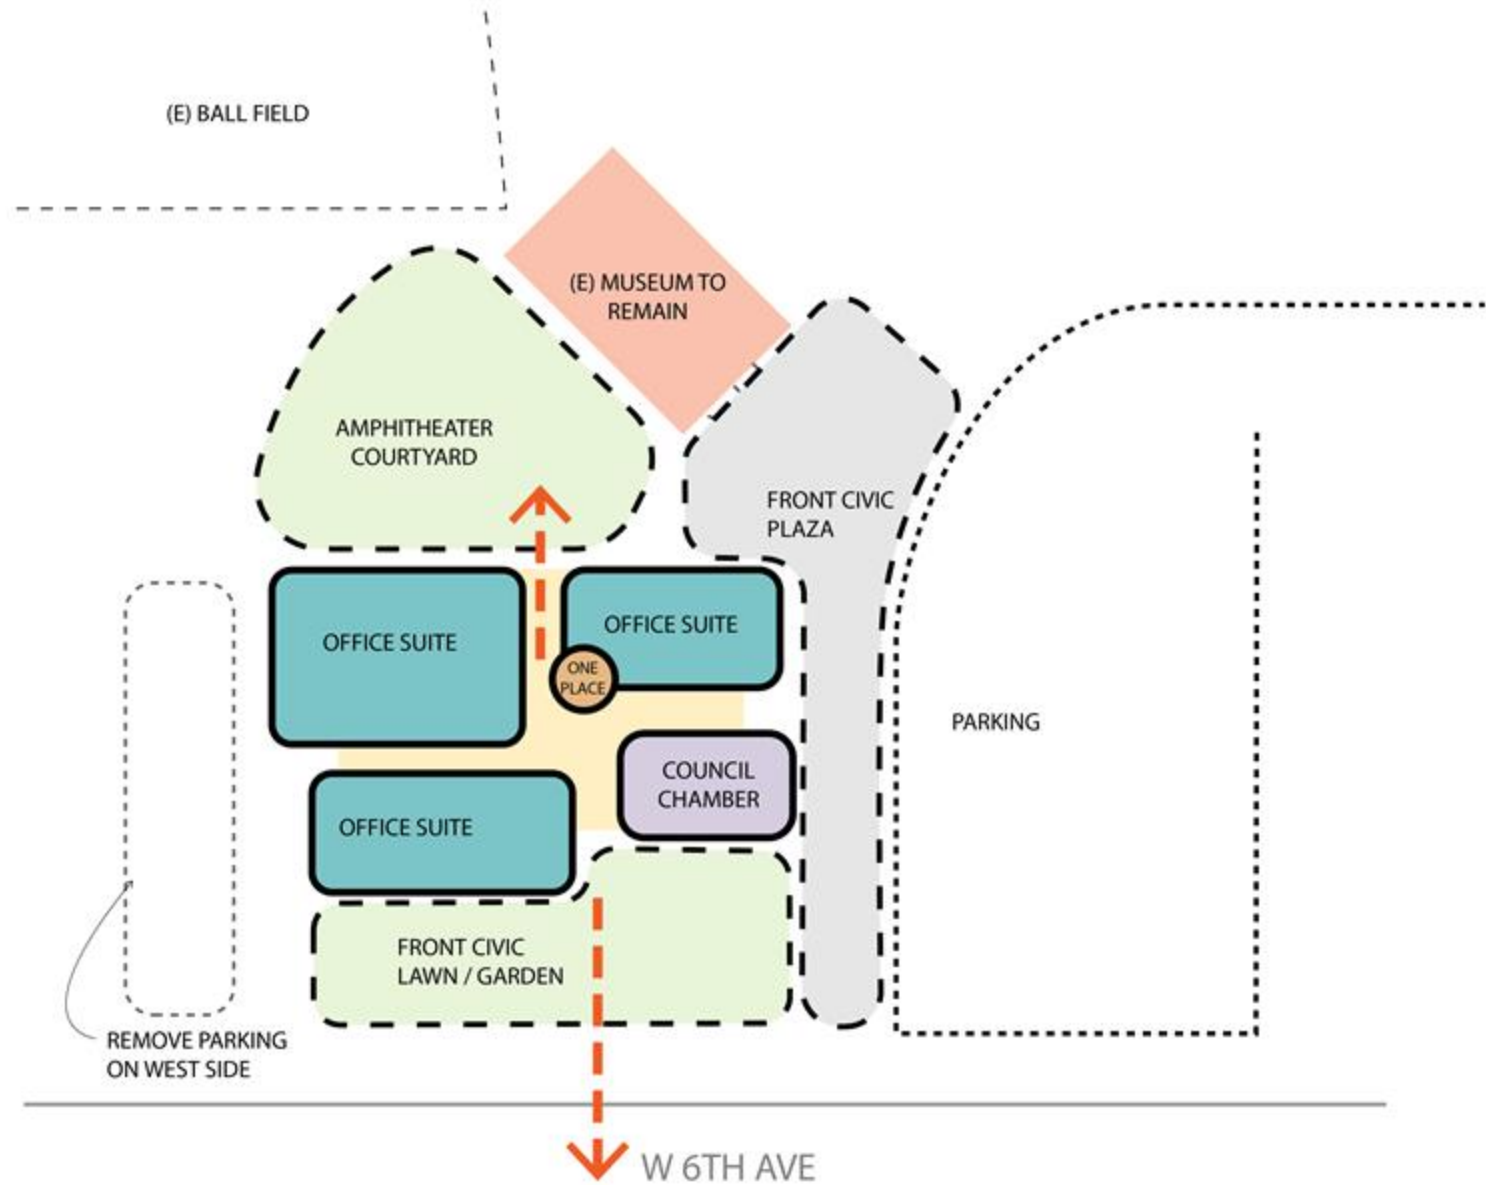 (E) BALL FIELD
(E) MUSEUM TO
REMAIN
AMPHITHEATER
COURTYARD
FRONT CIVIC
PLAZA
OFFICE SUITE
OFFICE SUITE
ONE
PLACE
PARKING
COUNCIL
CHAMBER
OFFICE SUITE
FRONT CIVIC
LAWN / GARDEN
REMOVE PARKING
ON WEST SIDE
W 6TH AVE